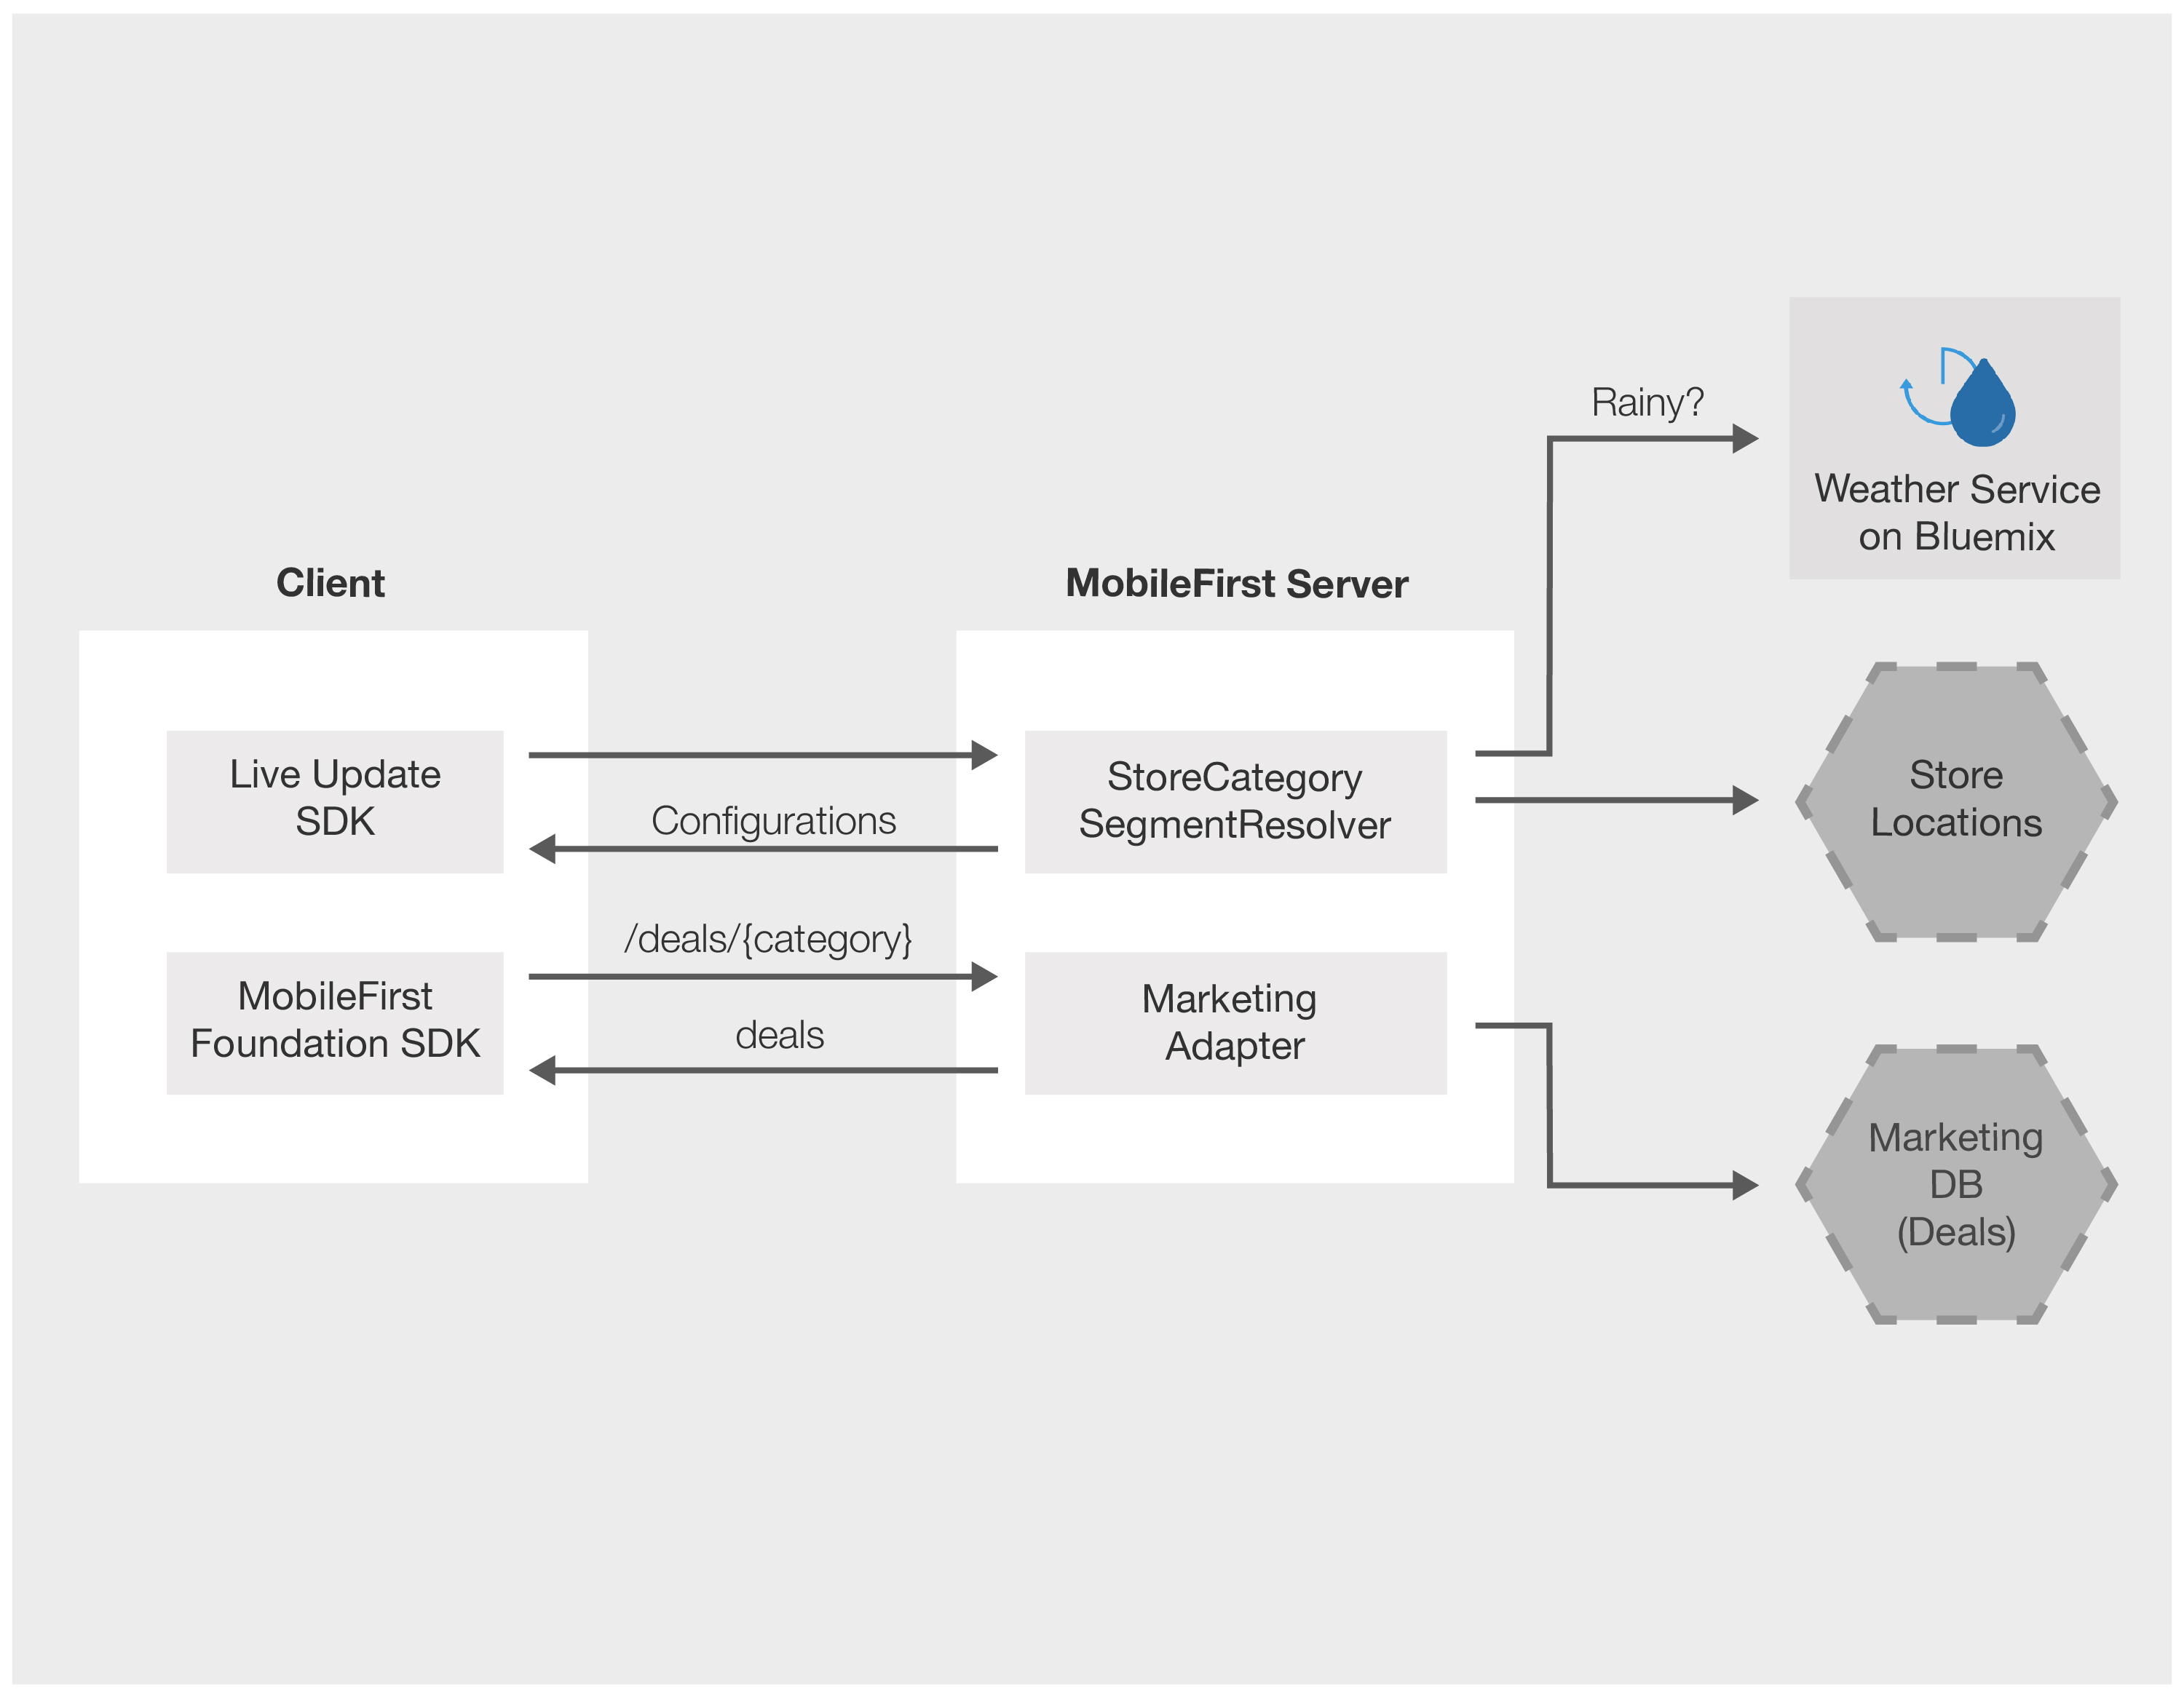 Rainy?
Weather Service
on Bluemix
Client
MobileFirst Server
Live Update
SDK
Configurations
StoreCategory
SegmentResolver
Store
Locations
/deals/{category}
MobileFirst
Foundation SDK
deals
Marketing
Adapter
Marketing
DB
(Deals)